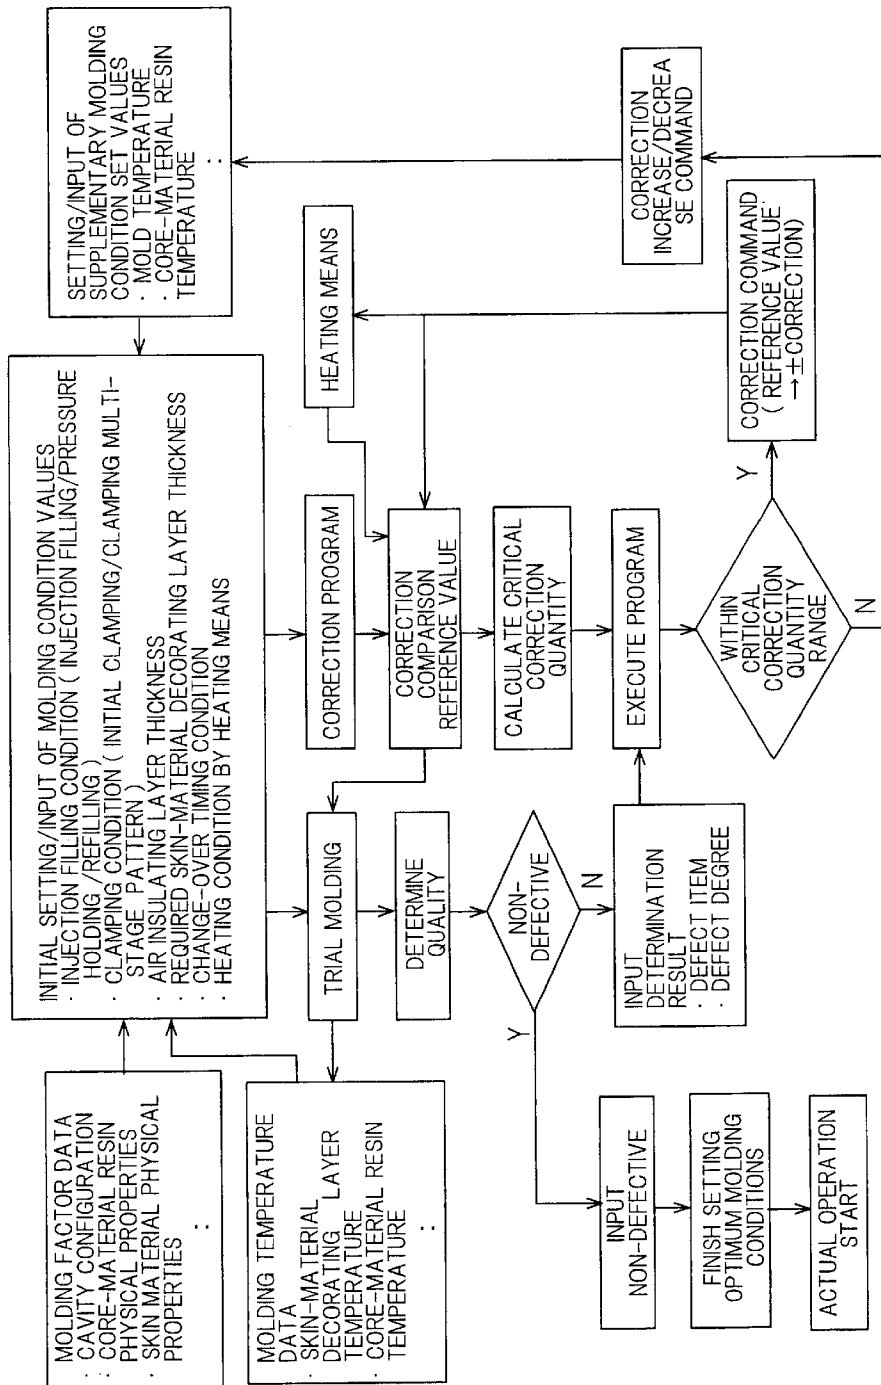 MOLDING FACTOR DATA
· CAVITY CONFIGURATION
· CORE-MATERIAL RESIN
PHYSICAL PROPERTIES
· SKIN MATERIAL PHYSICAL
PROPERTIES
:
INITIAL SETTING/INPUT OF MOLDING CONDITION VALUES
· INJECTION FILLING CONDITION ( INJECTION FILLING/PRESSURE
HOLDING /REFILLING )
· CLAMPING CONDITION ( INITIAL CLAMPING/CLAMPING MULTI-
STAGE PATTERN )
· AIR INSULATING LAYER THICKNESS
· REQUIRED SKIN-MATERIAL DECORATING LAYER THICKNESS
· CHANGE-OVER TIMING CONDITION
· HEATING CONDITION BY HEATING MEANS
SETTING/INPUT OF
SUPPLEMENTARY MOLDING
CONDITION SET VALUES
· MOLD TEMPERATURE
· CORE-MATERIAL RESIN
TEMPERATURE
:
MOLDING TEMPERATURE
DATA
· SKIN-MATERIAL
DECORATING LAYER
TEMPERATURE
· CORE-MATERIAL RESIN
TEMPERATURE
:
TRIAL MOLDING
CORRECTION PROGRAM
HEATING MEANS
DETERMINE
QUALITY
CORRECTION
COMPARISON
REFERENCE VALUE
CALCULATE CRITICAL
CORRECTION
QUANTITY
NON-
DEFECTIVE
Y
N
INPUT
DETERMINATION
RESULT
· DEFECT ITEM
· DEFECT DEGREE
EXECUTE PROGRAM
WITHIN
CRITICAL
CORRECTION
QUANTITY
RANGE
Y
N
CORRECTION COMMAND
( REFERENCE VALUE
→±CORRECTION)
CORRECTION
INCREASE/DECREA
SE COMMAND
INPUT
NON-DEFECTIVE
FINISH SETTING
OPTIMUM MOLDING
CONDITIONS
ACTUAL OPERATION
START